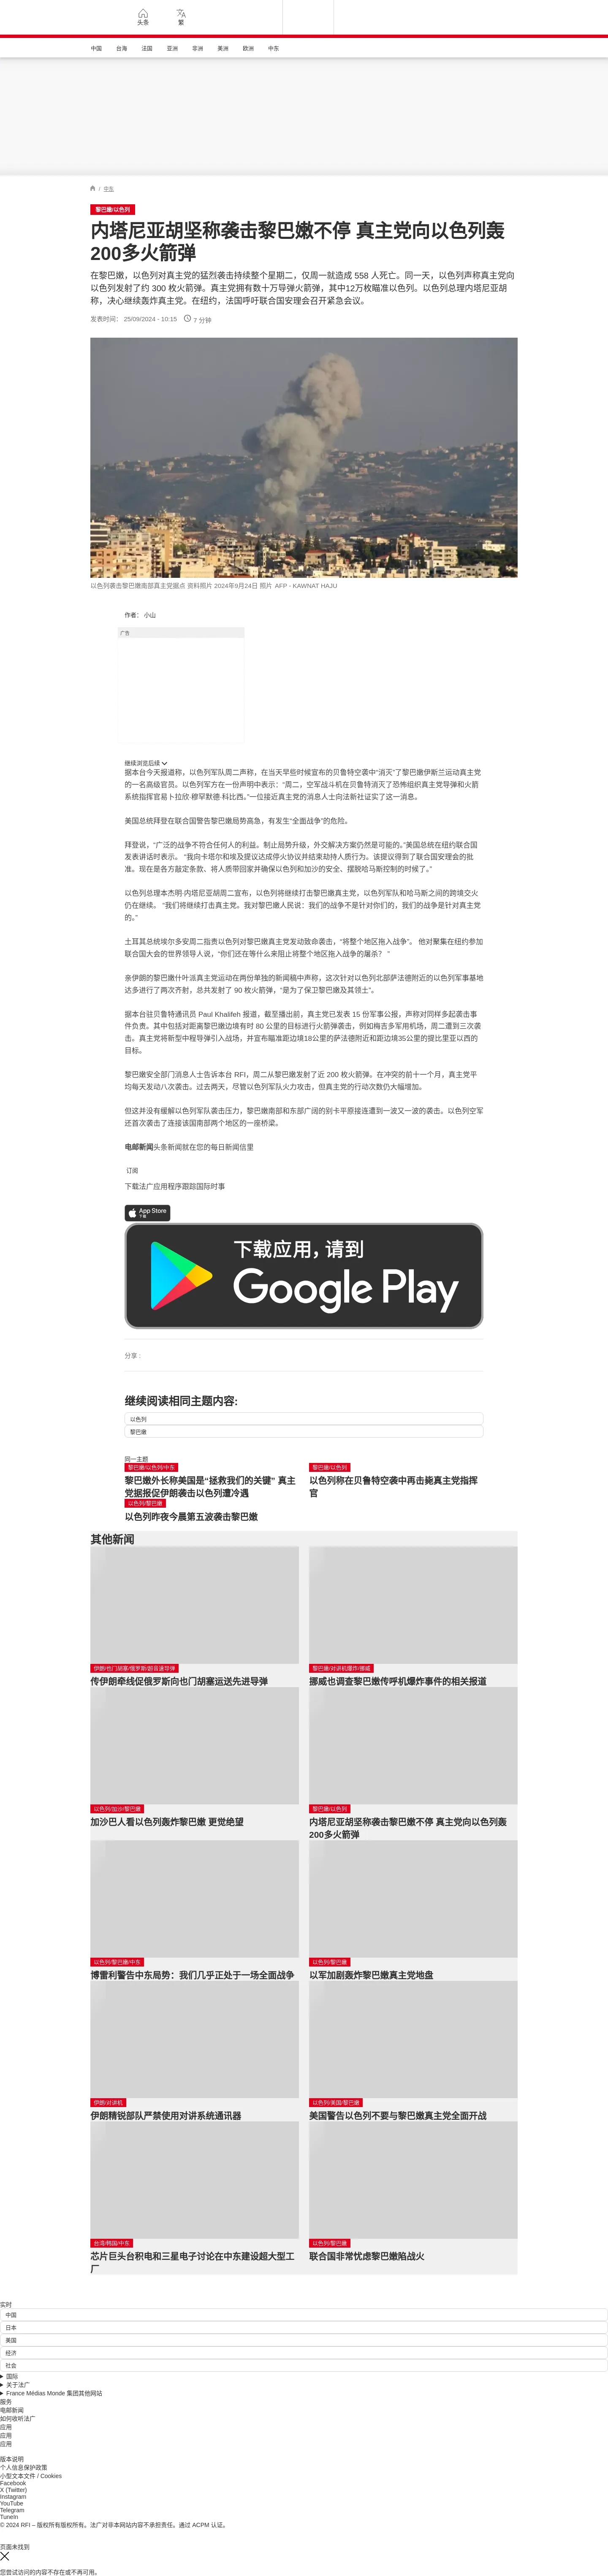 头条
繁
中国 台海 法国 亚洲 非洲 美洲 欧洲 中东
/ 中东
黎巴嫩/以色列
内塔尼亚胡坚称袭击黎巴嫩不停 真主党向以色列轰
200多火箭弹
在黎巴嫩，以色列对真主党的猛烈袭击持续整个星期二，仅周一就造成 558 人死亡。同一天，以色列声称真主党向
以色列发射了约 300 枚火箭弹。真主党拥有数十万导弹火箭弹，其中12万枚瞄准以色列。以色列总理内塔尼亚胡
称，决心继续轰炸真主党。在纽约，法国呼吁联合国安理会召开紧急会议。
发表时间： 25/09/2024 - 10:15 7 分钟
以色列袭击黎巴嫩南部真主党据点 资料照片 2024年9月24日 照片 AFP - KAWNAT HAJU
作者： 小山
广告
继续浏览后续
据本台今天报道称，以色列军队周二声称，在当天早些时候宣布的贝鲁特空袭中“消灭”了黎巴嫩伊斯兰运动真主党
的一名高级官员。以色列军方在一份声明中表示：“周二，空军战斗机在贝鲁特消灭了恐怖组织真主党导弹和火箭
系统指挥官易卜拉欣·穆罕默德·科比西。”一位接近真主党的消息人士向法新社证实了这一消息。
美国总统拜登在联合国警告黎巴嫩局势高急，有发生“全面战争”的危险。
拜登说，“广泛的战争不符合任何人的利益。制止局势升级，外交解决方案仍然是可能的。”美国总统在纽约联合国
发表讲话时表示。 “我向卡塔尔和埃及提议达成停火协议并结束劫持人质行为。该提议得到了联合国安理会的批
准。现在是各方敲定条款、将人质带回家并确保以色列和加沙的安全、摆脱哈马斯控制的时候了。”
以色列总理本杰明·内塔尼亚胡周二宣布，以色列将继续打击黎巴嫩真主党，以色列军队和哈马斯之间的跨境交火
仍在继续。 “我们将继续打击真主党。我对黎巴嫩人民说：我们的战争不是针对你们的，我们的战争是针对真主党
的。”
土耳其总统埃尔多安周二指责以色列对黎巴嫩真主党发动致命袭击，“将整个地区拖入战争”。 他对聚集在纽约参加
联合国大会的世界领导人说，“你们还在等什么来阻止将整个地区拖入战争的屠杀？ ”
亲伊朗的黎巴嫩什叶派真主党运动在两份单独的新闻稿中声称，这次针对以色列北部萨法德附近的以色列军事基地
达多进行了两次齐射，总共发射了 90 枚火箭弹，“是为了保卫黎巴嫩及其领土”。
据本台驻贝鲁特通讯员 Paul Khalifeh 报道，截至播出前，真主党已发表 15 份军事公报，声称对同样多起袭击事
件负责。其中包括对距离黎巴嫩边境有时 80 公里的目标进行火箭弹袭击，例如梅吉多军用机场，周二遭到三次袭
击。真主党将新型中程导弹引入战场，并宣布瞄准距边境18公里的萨法德附近和距边境35公里的提比里亚以西的
目标。
黎巴嫩安全部门消息人士告诉本台 RFI，周二从黎巴嫩发射了近 200 枚火箭弹。在冲突的前十一个月，真主党平
均每天发动八次袭击。过去两天，尽管以色列军队火力攻击，但真主党的行动次数仍大幅增加。
但这并没有缓解以色列军队袭击压力，黎巴嫩南部和东部广阔的别卡平原接连遭到一波又一波的袭击。以色列空军
还首次袭击了连接该国南部两个地区的一座桥梁。
电邮新闻头条新闻就在您的每日新闻信里
订阅
下载法广应用程序跟踪国际时事
App Store
下载
下载应用，请到
Google Play
分享 :
继续阅读相同主题内容:
以色列
黎巴嫩
同一主题
黎巴嫩/以色列/中东
黎巴嫩外长称美国是“拯救我们的关键” 真主
党据报促伊朗袭击以色列遭冷遇
黎巴嫩/以色列
以色列称在贝鲁特空袭中再击毙真主党指挥
官
以色列/黎巴嫩
以色列昨夜今晨第五波袭击黎巴嫩
其他新闻
伊朗/也门胡塞/俄罗斯/超音速导弹
传伊朗牵线促俄罗斯向也门胡塞运送先进导弹
黎巴嫩/对讲机爆炸/挪威
挪威也调查黎巴嫩传呼机爆炸事件的相关报道
以色列/加沙/黎巴嫩
加沙巴人看以色列轰炸黎巴嫩 更觉绝望
黎巴嫩/以色列
内塔尼亚胡坚称袭击黎巴嫩不停 真主党向以色列轰
200多火箭弹
以色列/黎巴嫩/中东
博雷利警告中东局势：我们几乎正处于一场全面战争
以色列/黎巴嫩
以军加剧轰炸黎巴嫩真主党地盘
伊朗/对讲机
伊朗精锐部队严禁使用对讲系统通讯器
以色列/美国/黎巴嫩
美国警告以色列不要与黎巴嫩真主党全面开战
台湾/韩国/中东
芯片巨头台积电和三星电子讨论在中东建设超大型工
厂
以色列/黎巴嫩
联合国非常忧虑黎巴嫩陷战火
实时
中国
日本
美国
经济
社会
国际
关于法广
France Médias Monde 集团其他网站
服务
电邮新闻
如何收听法广
应用
应用
应用
版本说明
个人信息保护政策
小型文本文件 / Cookies
Facebook
X (Twitter)
Instagram
YouTube
Telegram
TuneIn
© 2024 RFI – 版权所有版权所有。法广对非本网站内容不承担责任。通过 ACPM 认证。
页面未找到
您尝试访问的内容不存在或不再可用。